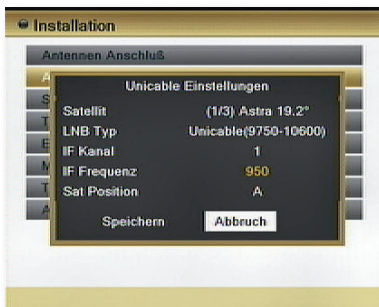 Installation
Antennen Anschluß
Unicable Einstellungen
Satellit (1/3) Astra 19.2°
LNB Typ Unicable(9750-10600)
IF Kanal 1
IF Frequenz 950
Sat Position A
Speichern Abbruch